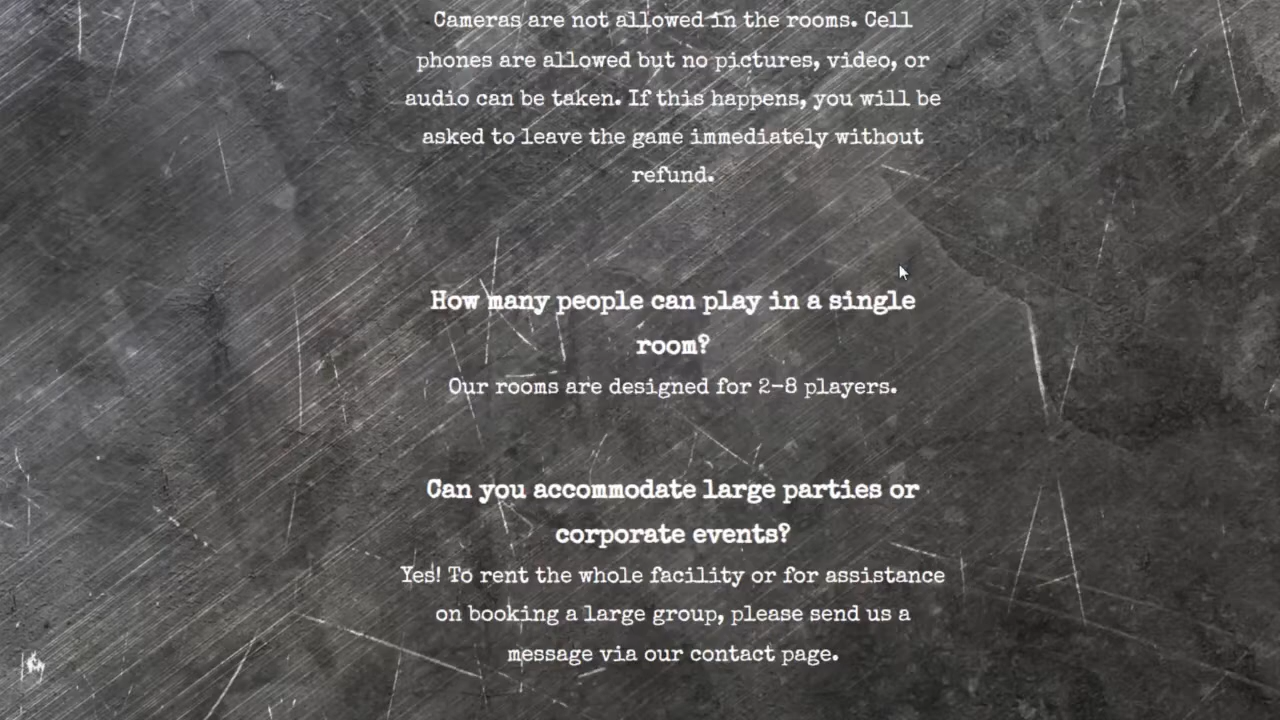 Cameras are not allowed in the rooms. Cell
phones are allowed but no pictures, video, or
audio can be taken. If this happens, you will be
asked to leave the game immediately without
refund.
How many people can play in a single
room?
Our rooms are designed for 2-8 players.
Can you accommodate large parties or
corporate events?
Yes! To rent the whole facility or for assistance
on booking a large group, please send us a
message via our contact page.